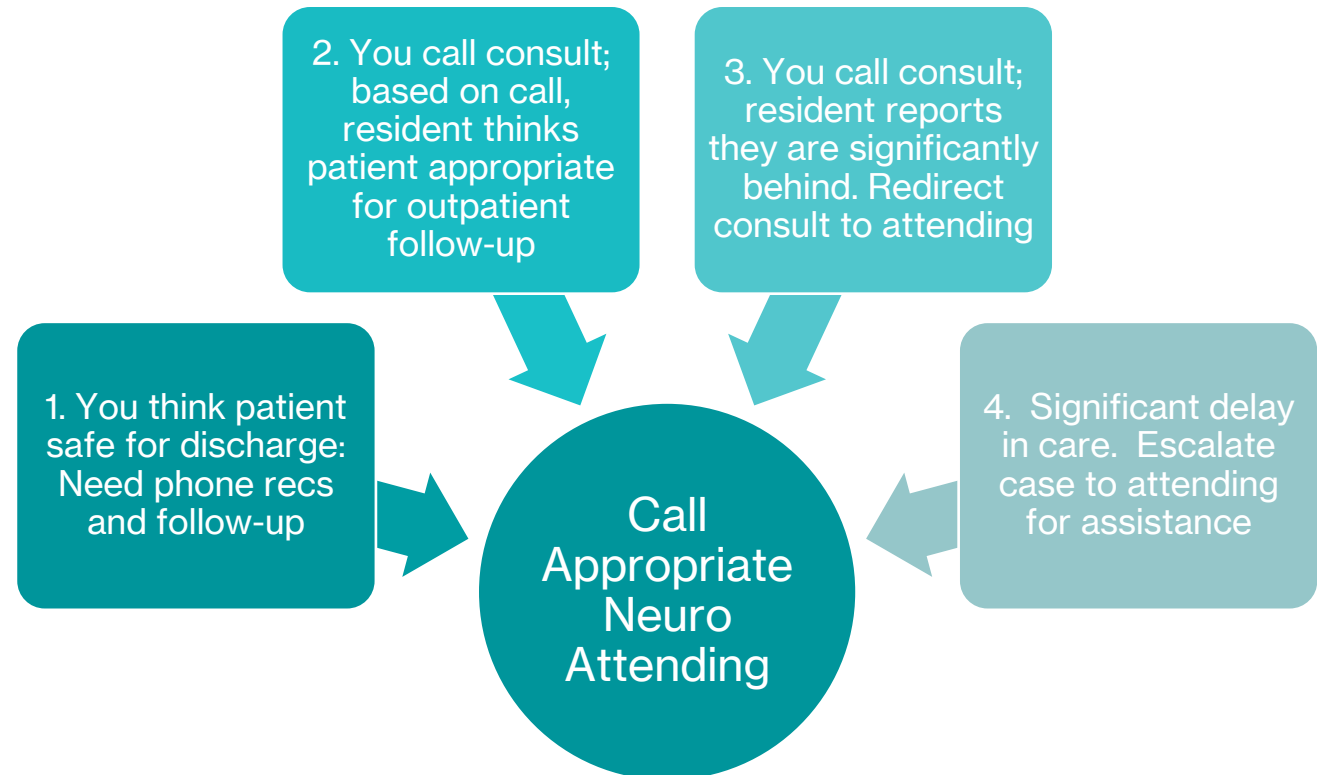 2. You call consult;
based on call,
resident thinks
patient appropriate
for outpatient
follow-up
3. You call consult;
resident reports
they are significantly
behind. Redirect
consult to attending
1. You think patient
safe for discharge:
Need phone recs
and follow-up
4.  Significant delay
in care.  Escalate
case to attending
for assistance
Call
Appropriate
Neuro
Attending